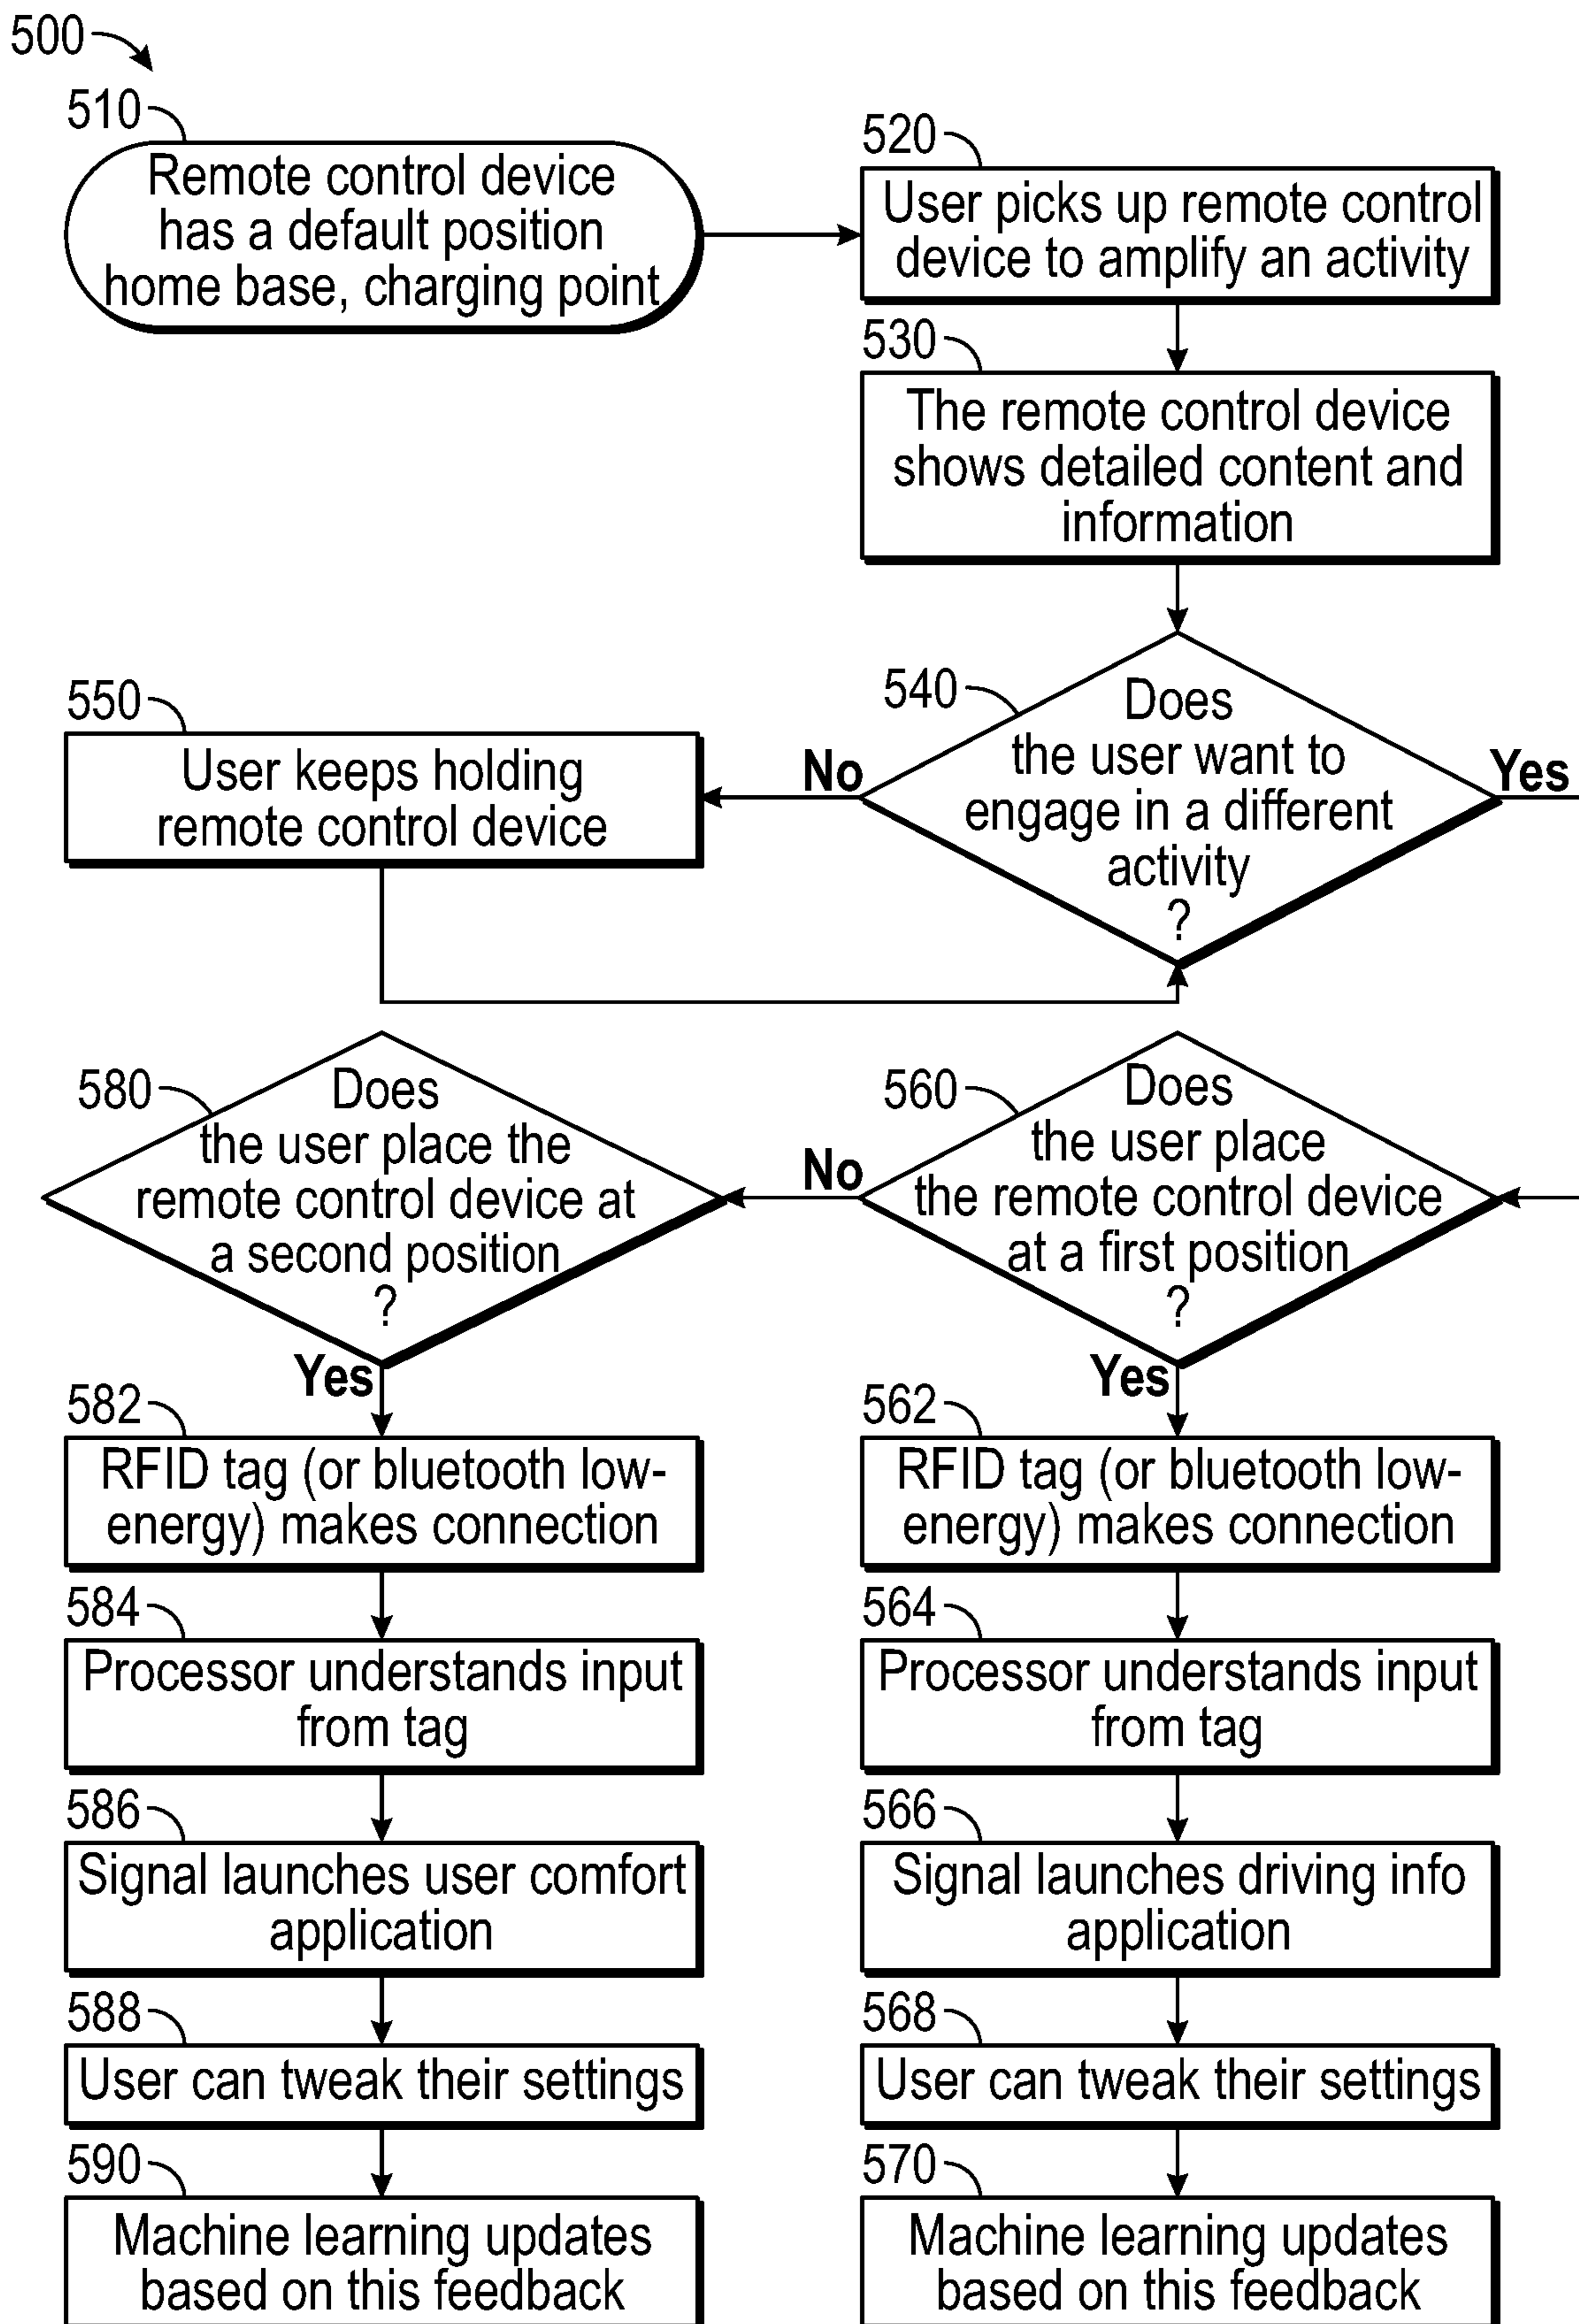 500
510
Remote control device
has a default position
home base, charging point
520
User picks up remote control
device to amplify an activity
530
The remote control device
shows detailed content and
information
540
Does
the user want to
engage in a different
activity
?
No
Yes
550
User keeps holding
remote control device
560
Does
the user place
the remote control device
at a first position
?
No
Yes
580
Does
the user place the
remote control device at
a second position
?
Yes
582
RFID tag (or bluetooth low-
energy) makes connection
584
Processor understands input
from tag
586
Signal launches user comfort
application
588
User can tweak their settings
590
Machine learning updates
based on this feedback
562
RFID tag (or bluetooth low-
energy) makes connection
564
Processor understands input
from tag
566
Signal launches driving info
application
568
User can tweak their settings
570
Machine learning updates
based on this feedback